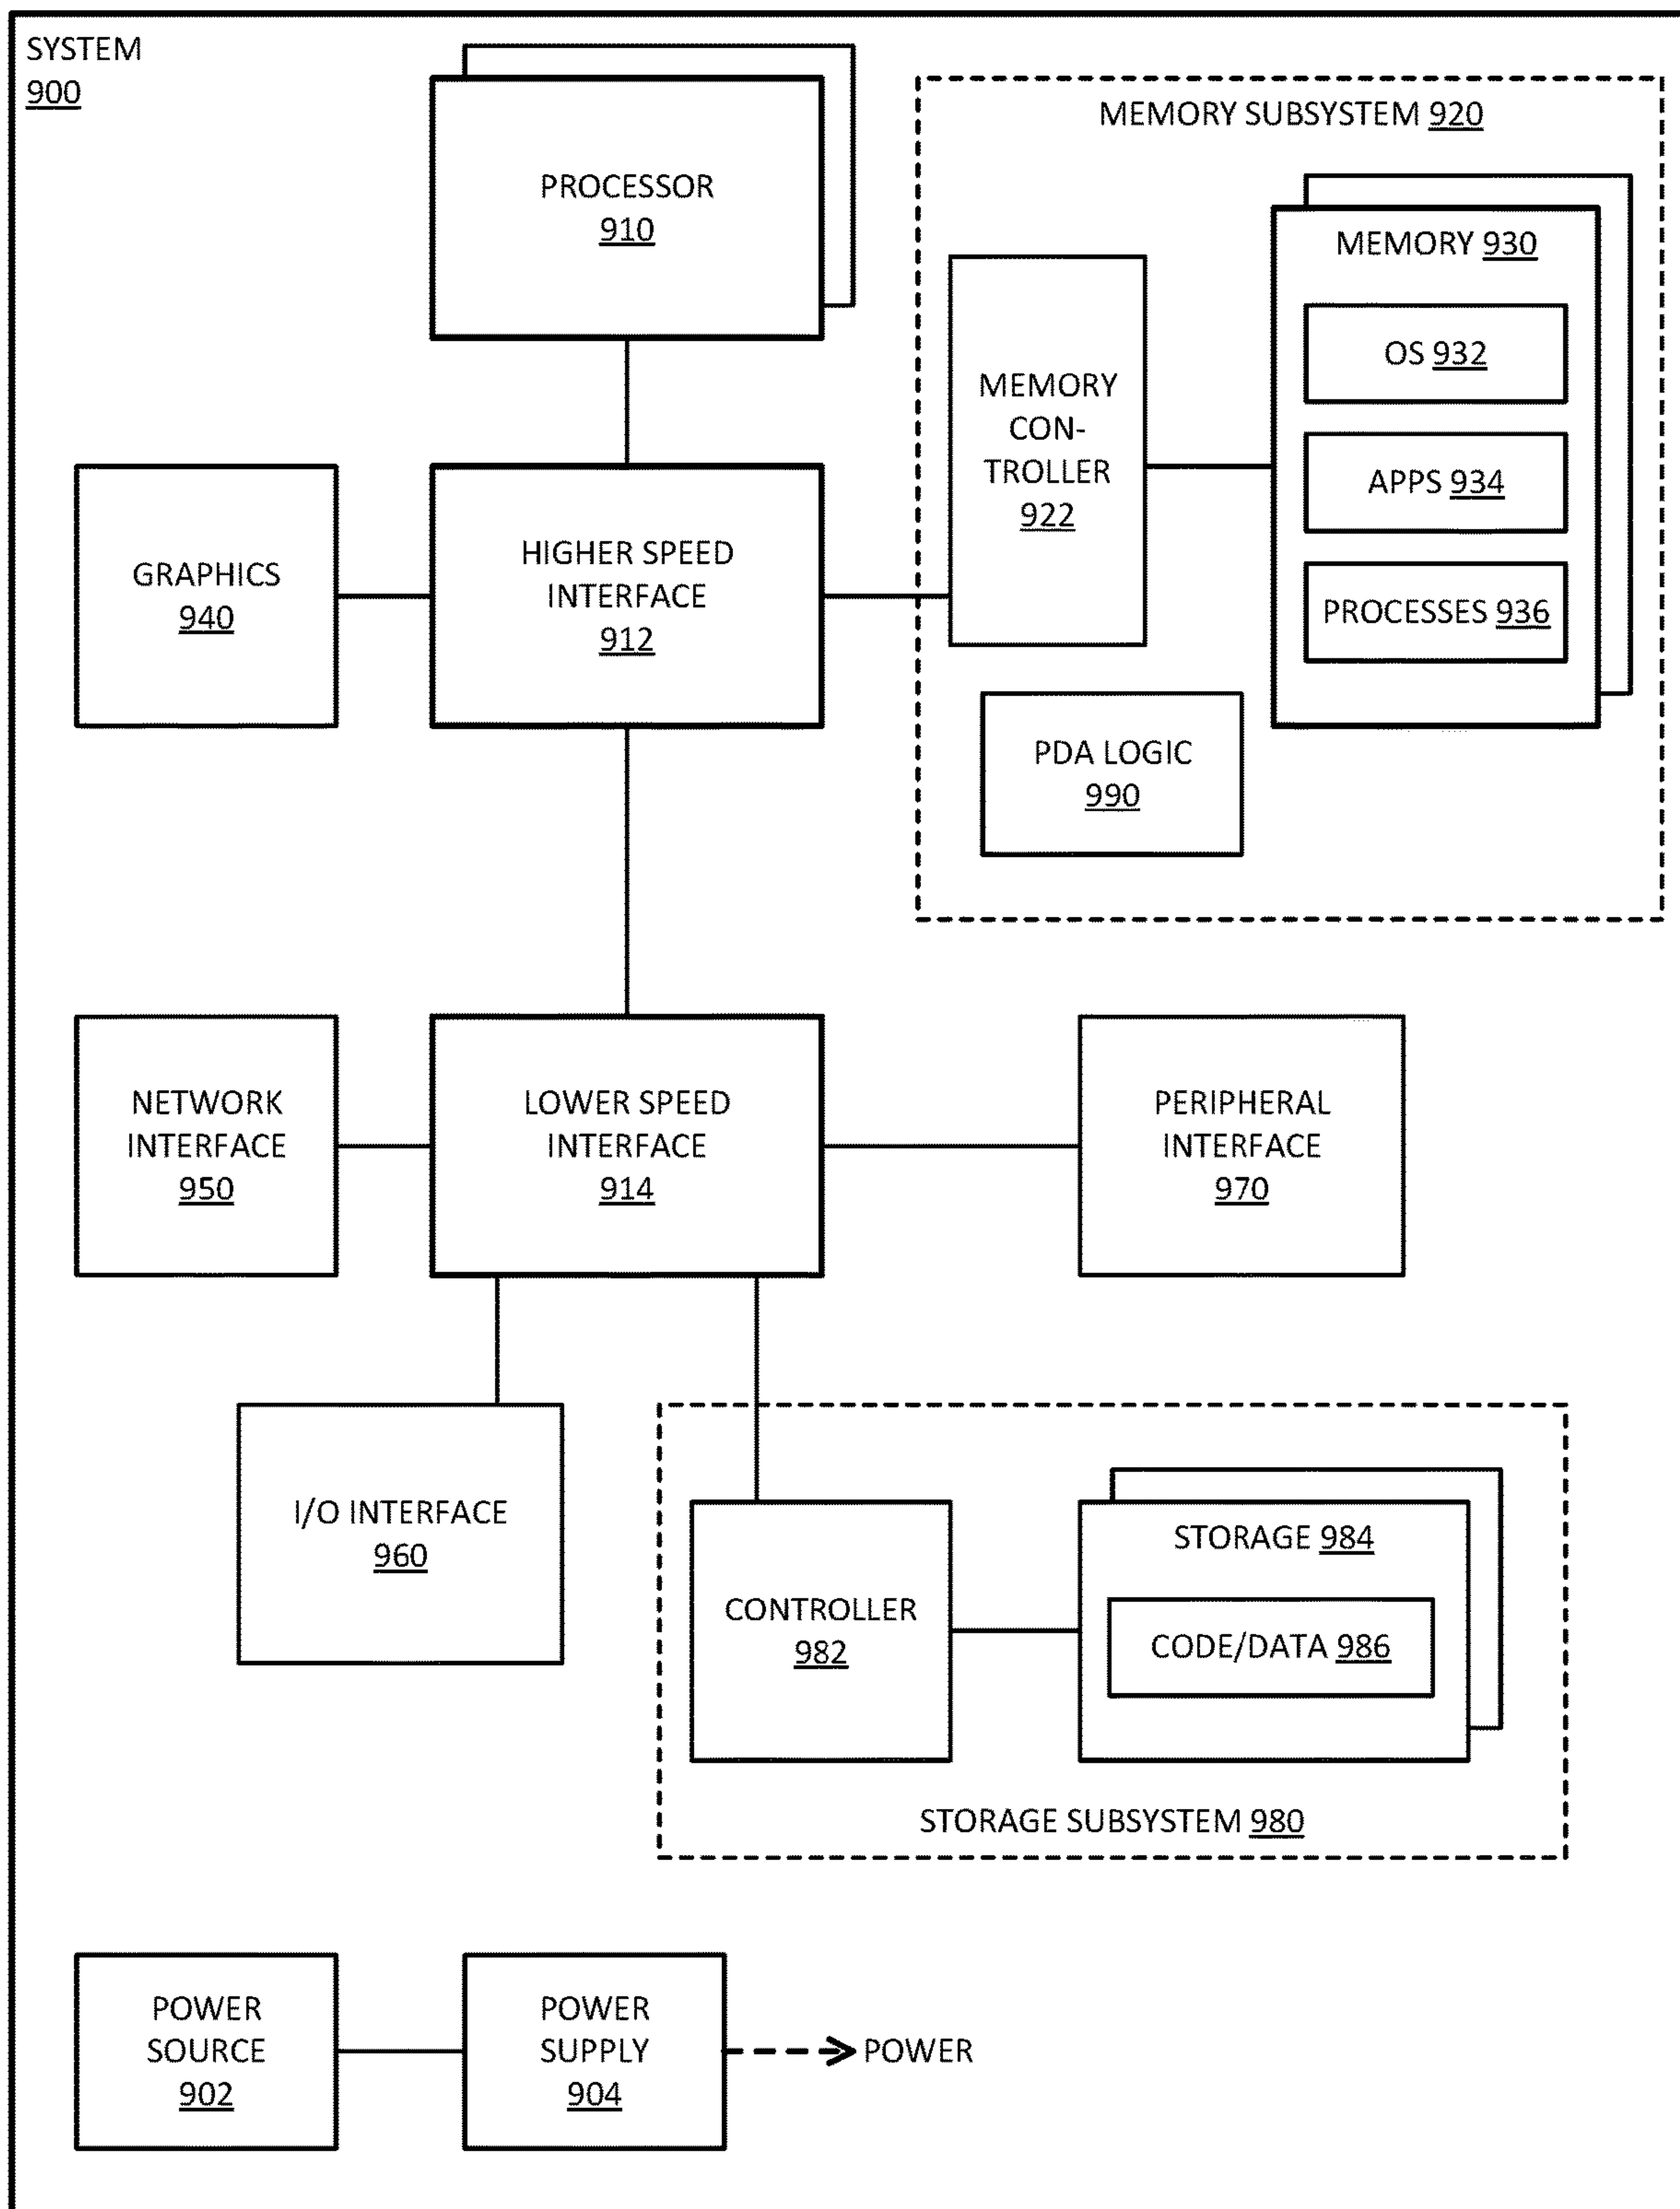 SYSTEM
900
PROCESSOR
910
MEMORY SUBSYSTEM 920
MEMORY 930
OS 932
APPS 934
PROCESSES 936
MEMORY
CON-
TROLLER
922
PDA LOGIC
990
GRAPHICS
940
HIGHER SPEED
INTERFACE
912
NETWORK
INTERFACE
950
LOWER SPEED
INTERFACE
914
PERIPHERAL
INTERFACE
970
I/O INTERFACE
960
CONTROLLER
982
STORAGE 984
CODE/DATA 986
STORAGE SUBSYSTEM 980
POWER
SOURCE
902
POWER
SUPPLY
904
POWER